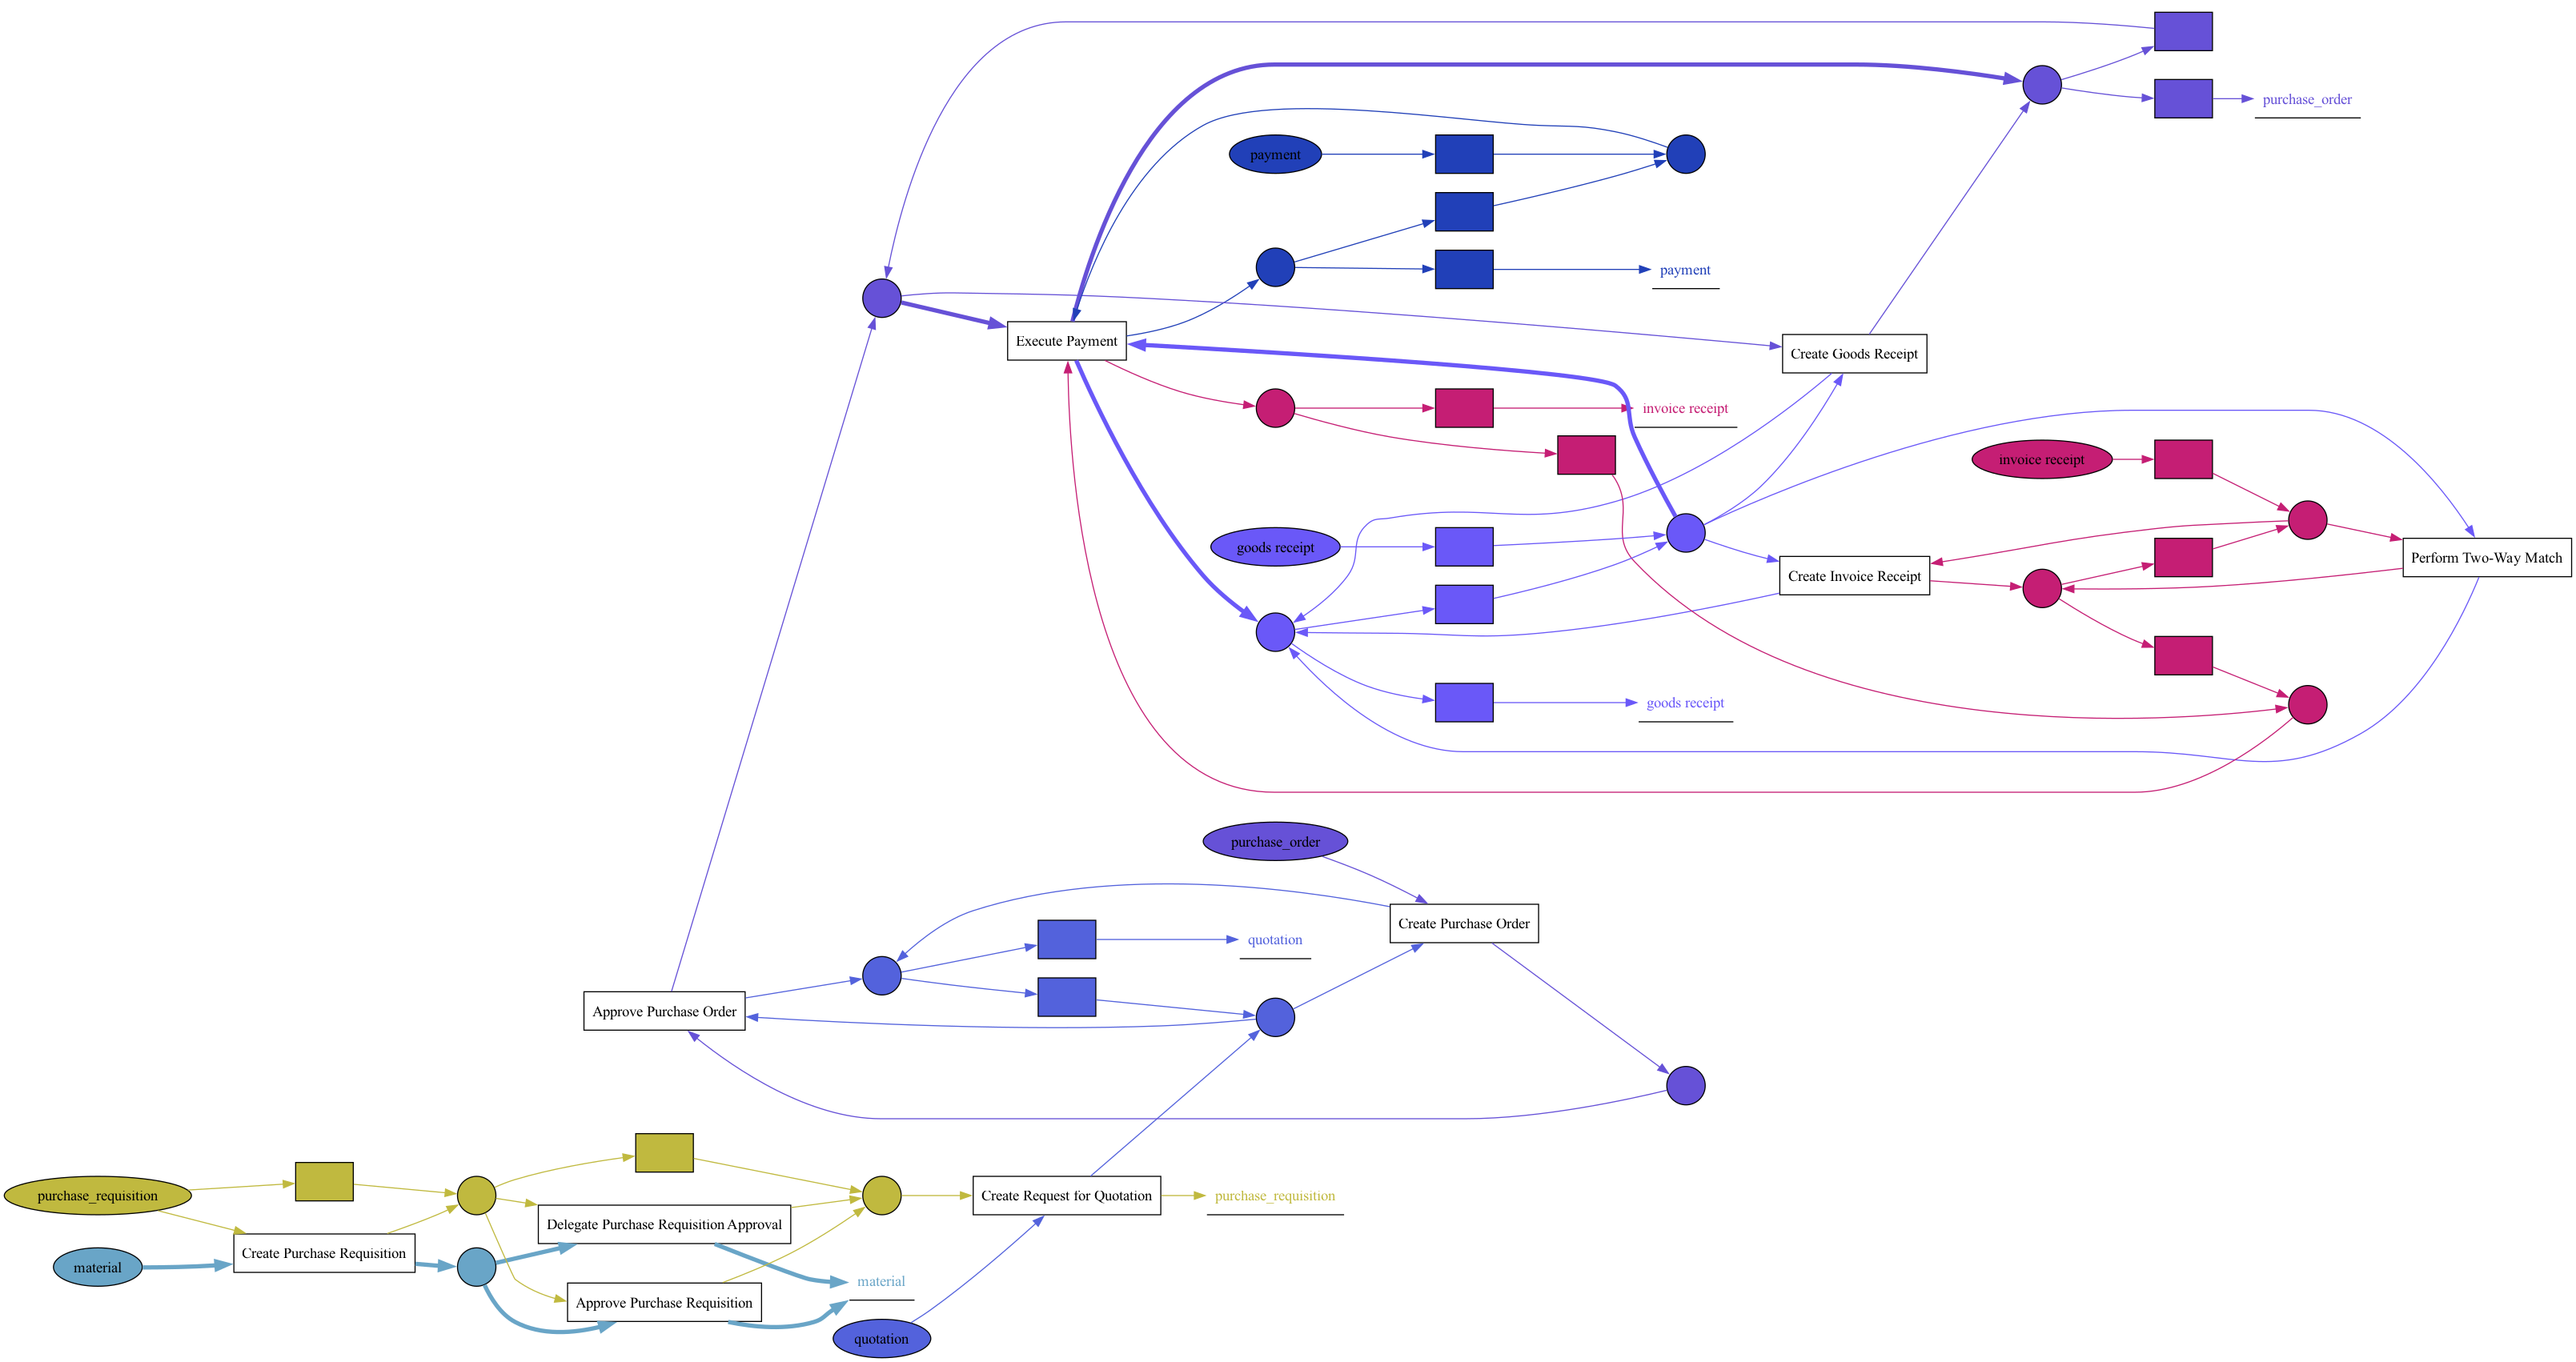 purchase_order
payment
payment
Execute Payment
Create Goods Receipt
invoice receipt
invoice receipt
goods receipt
Perform Two-Way Match
Create Invoice Receipt
goods receipt
purchase_order
Create Purchase Order
quotation
Approve Purchase Order
purchase_requisition
Create Request for Quotation
purchase_requisition
Delegate Purchase Requisition Approval
Create Purchase Requisition
material
material
Approve Purchase Requisition
quotation